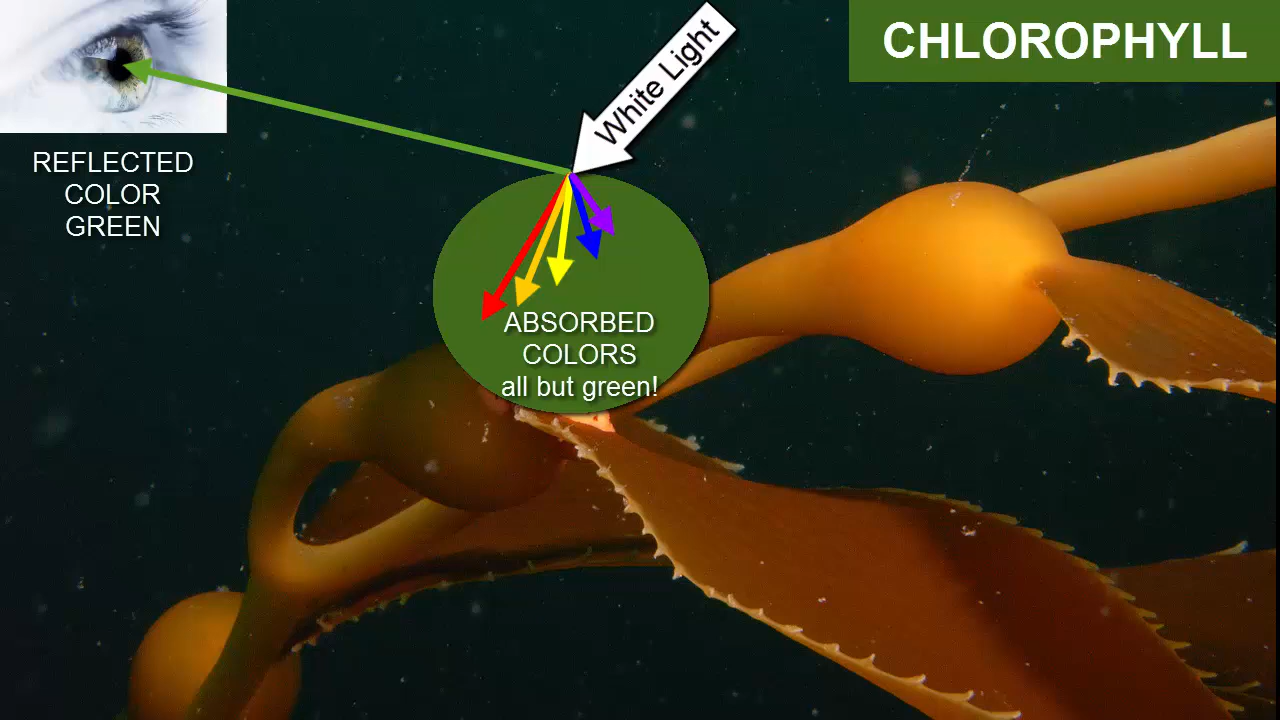 CHLOROPHYLL
White Light
REFLECTED
COLOR
GREEN
ABSORBED
COLORS
all but green!